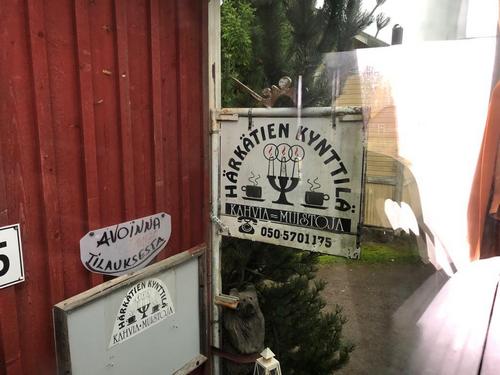 HÄRKÄTIEN KYNTTILÄ
KAHVIA=MUISTOJA
050-5701175
AVOINNA
TILAUKSESTA
5
HÄRKÄTIEN KYNTTILÄ
KAHVIA=MUISTOJA